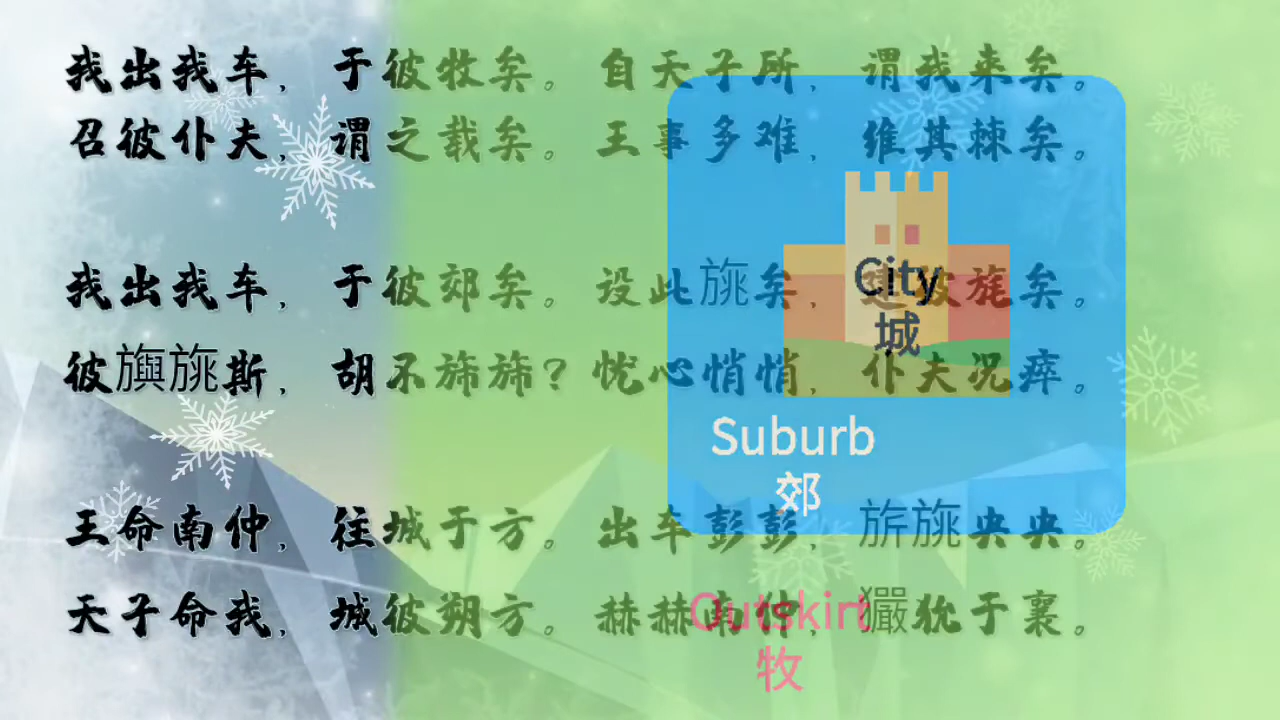 我出我车，于彼牧矣。自天子所，谓我来矣。
召彼仆夫，谓之载矣。王事多难，维其棘矣。
我出我车，于彼郊矣。设此旐矣，建彼旄矣。
彼旟旐斯，胡不旆旆？忧心悄悄，仆夫况瘁。
王命南仲，往城于方。出车彭彭，旂旐央央。
天子命我，城彼朔方。赫赫南仲，玁狁于襄。
City
城
Suburb
郊
Outskirt
牧